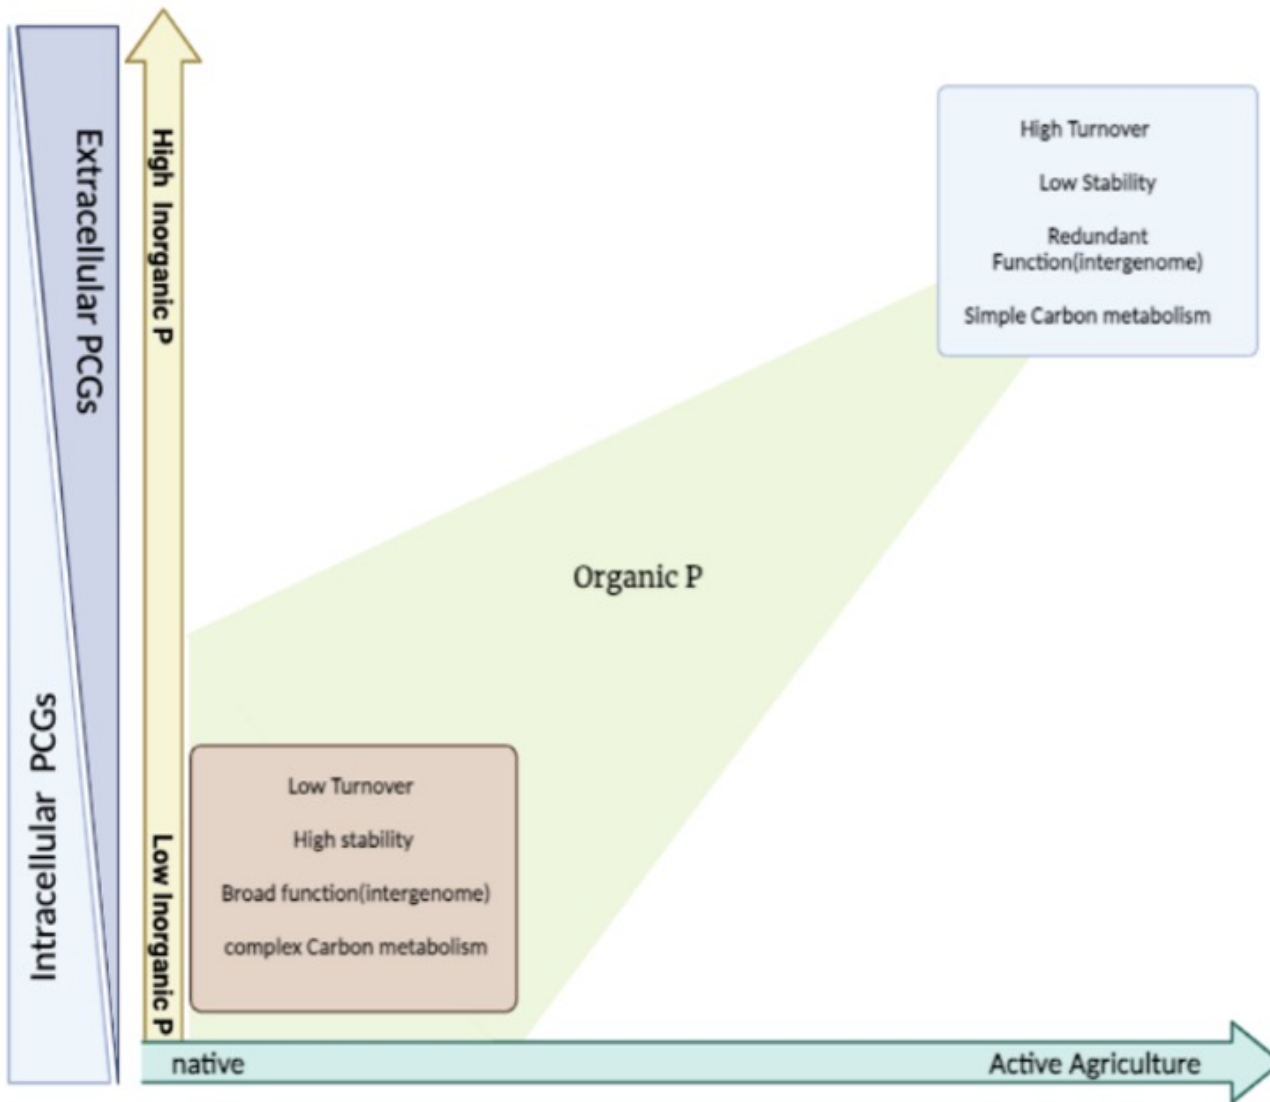 Extracellular PCGs
Intracellular PCGs
High Inorganic P
Low Inorganic P
High Turnover
Low Stability
Redundant
Function(intergenome)
Simple Carbon metabolism
Organic P
Low Turnover
High stability
Broad function(intergenome)
complex Carbon metabolism
native
Active Agriculture